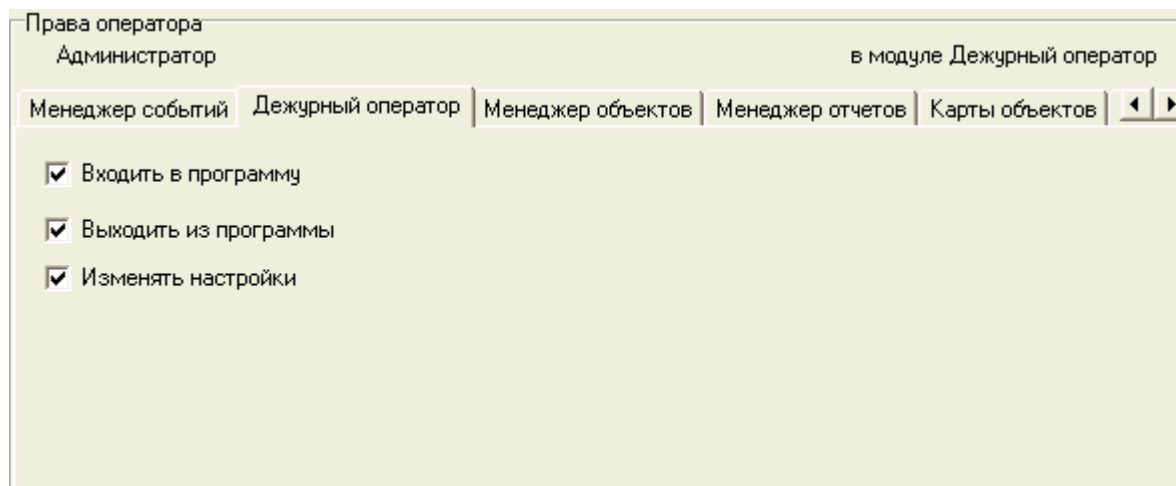 Права оператора
Администратор в модуле Дежурный оператор
Менеджер событий Дежурный оператор Менеджер объектов Менеджер отчетов Карты объектов
Входить в программу
Выходить из программы
Изменять настройки